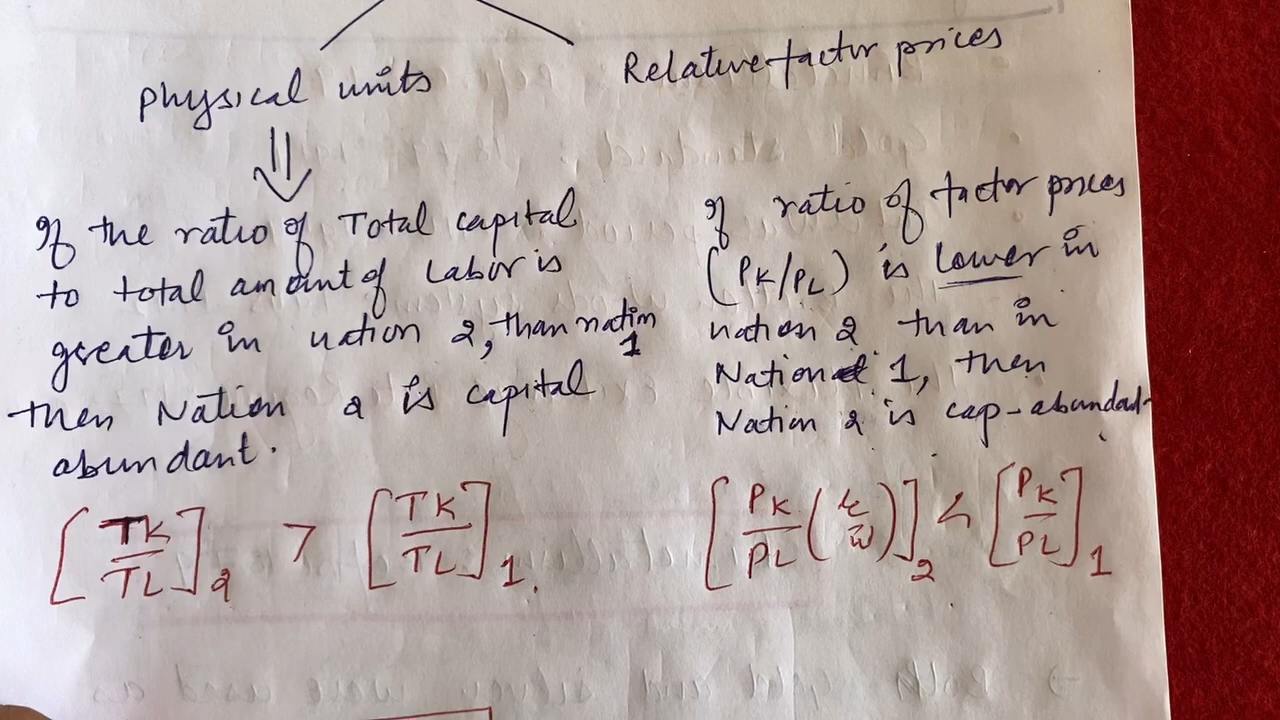 Physical units
⇓
If the ratio of Total capital
to total amount of Labor is
greater in nation 2, than nation
1
then Nation 2 is capital
abundant.
[TK/TL]2 > [TK/TL]1.
Relative factor prices
If ratio of factor prices
(PK/PL) is lower in
nation 2 than in
Nation 1, then
Nation 2 is cap-abundant
[PK/PL (r/w)]2 < [PK/PL]1